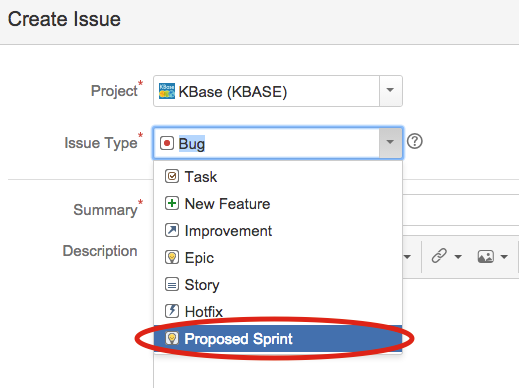 Create Issue
Project*
KBase (KBASE)
Issue Type*
Bug
Task
New Feature
Summary*
Improvement
Description
Epic
Story
Hotfix
Proposed Sprint